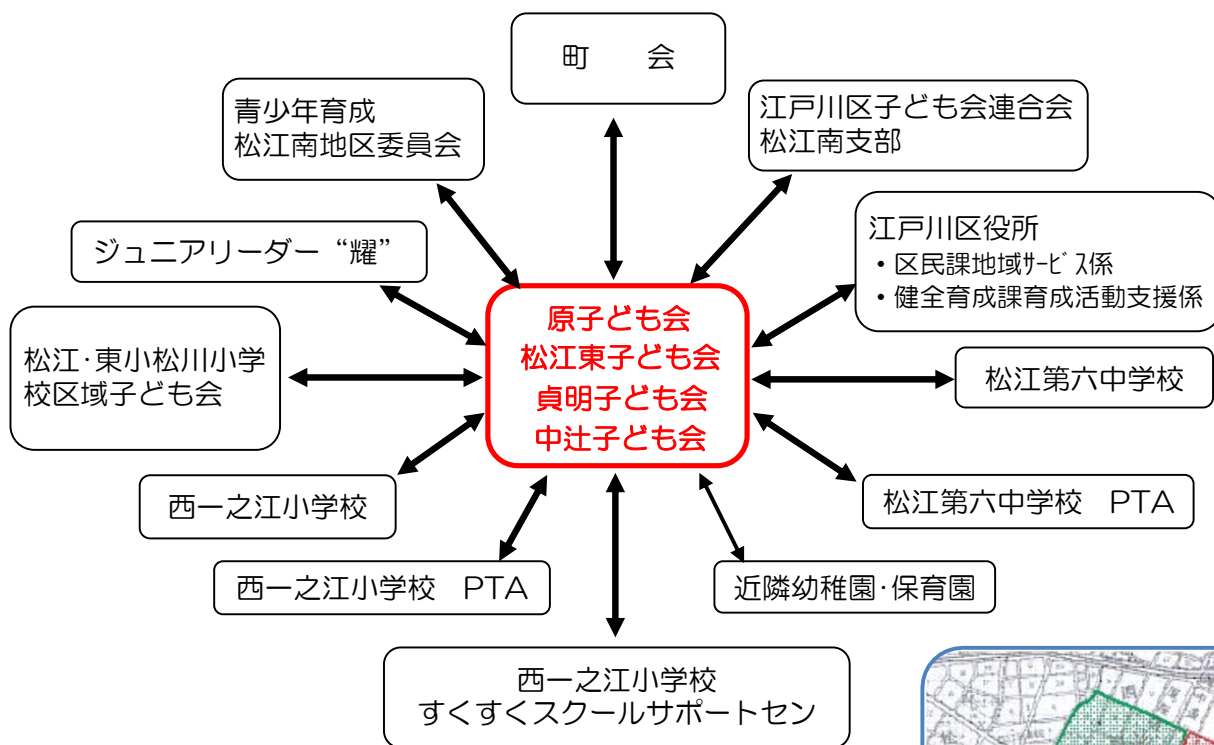 町　会
青少年育成
松江南地区委員会
江戸川区子ども会連合会
松江南支部
ジュニアリーダー“耀”
江戸川区役所
・区民課地域ｻｰﾋﾞｽ係
・健全育成課育成活動支援係
原子ども会
松江東子ども会
貞明子ども会
中辻子ども会
松江・東小松川小学
校区域子ども会
松江第六中学校
西一之江小学校
松江第六中学校　PTA
西一之江小学校　PTA
近隣幼稚園・保育園
西一之江小学校
すくすくスクールサポートセン